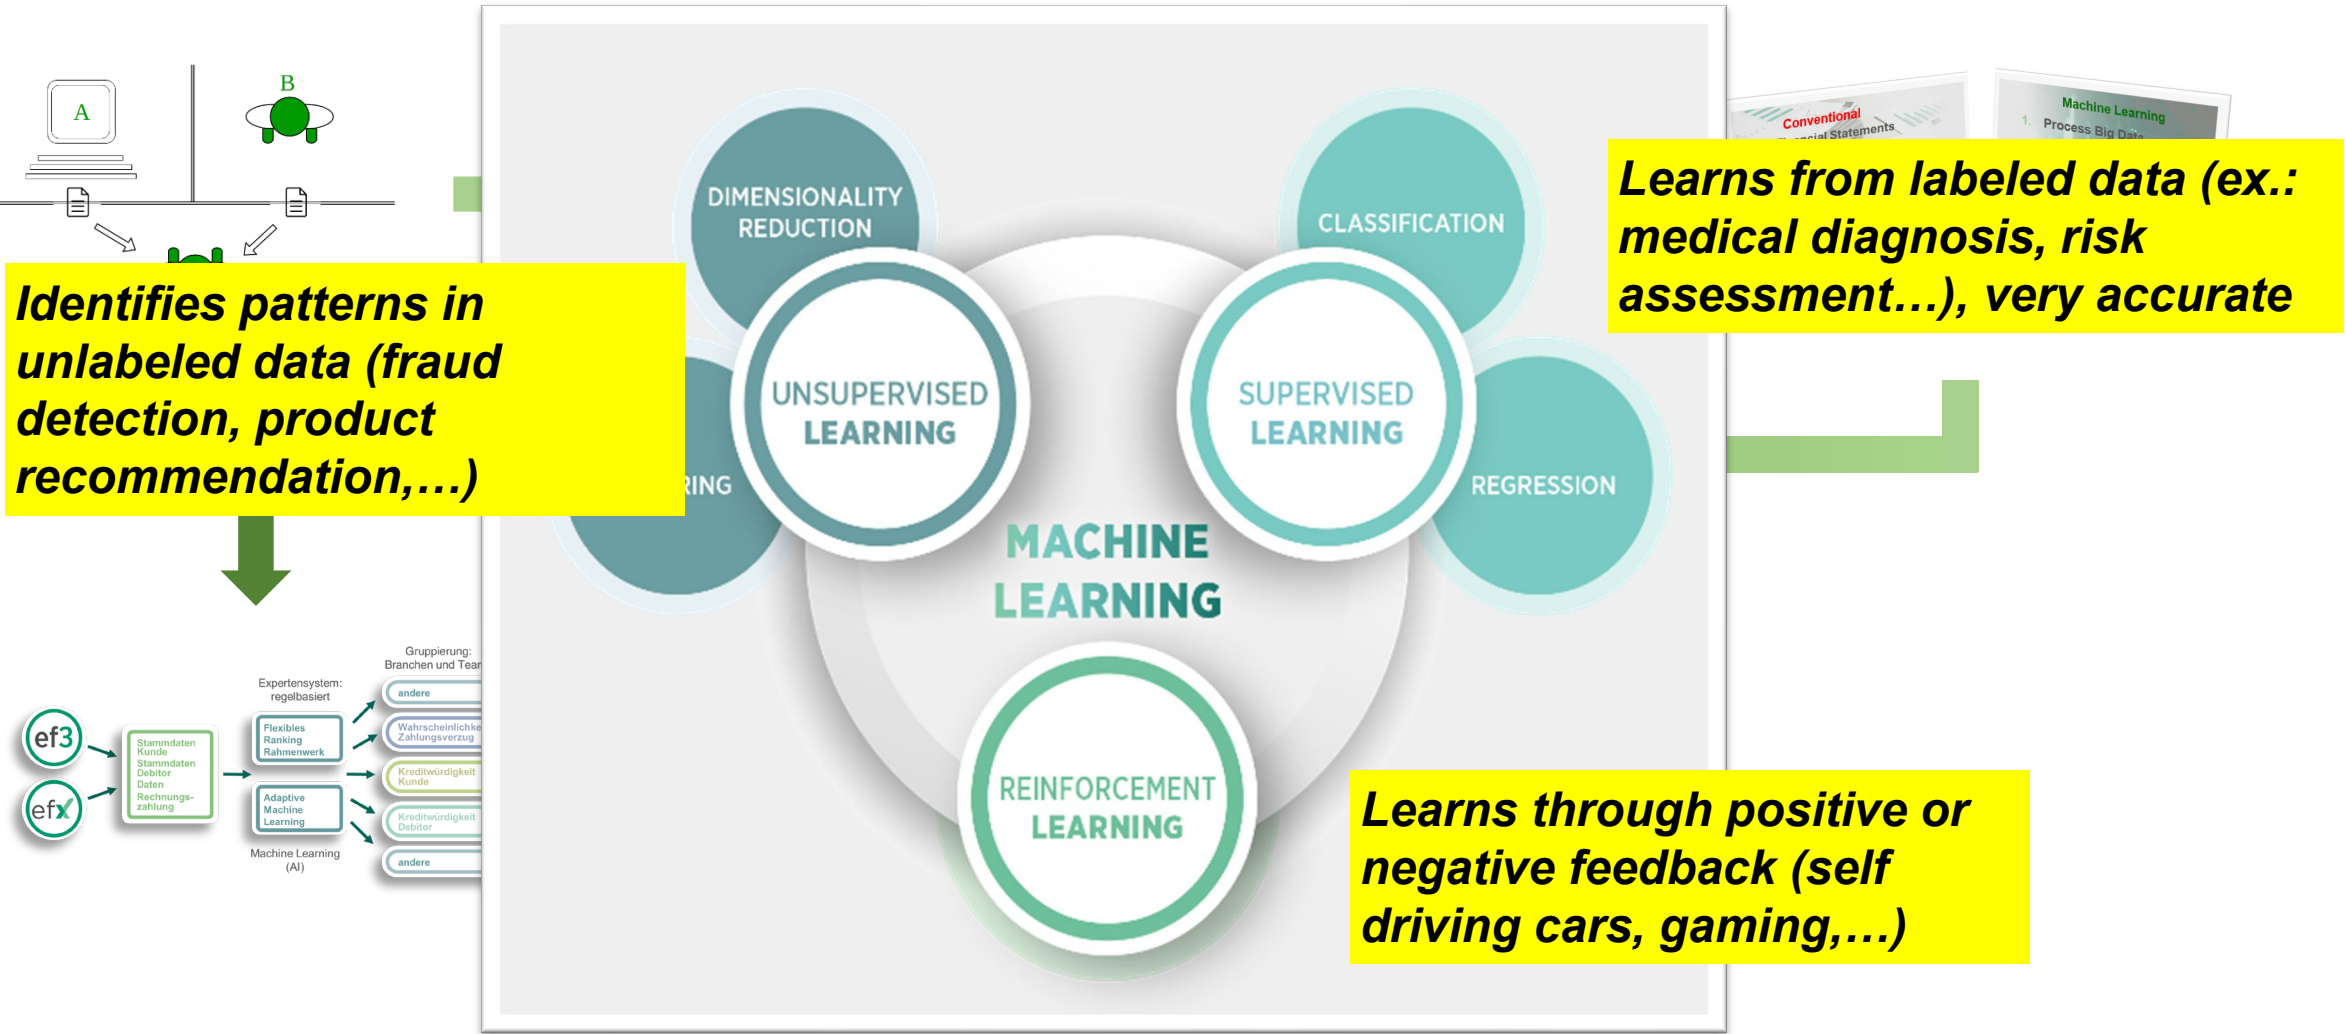 A
B
Conventional
Statements
Machine Learning
1. Process Big Data
DIMENSIONALITY
REDUCTION
CLASSIFICATION
Learns from labeled data (ex.:
medical diagnosis, risk
assessment…), very accurate
Identifies patterns in
unlabeled data (fraud
detection, product
recommendation,…)
UNSUPERVISED
LEARNING
SUPERVISED
LEARNING
REGRESSION
MACHINE
LEARNING
REINFORCEMENT
LEARNING
Learns through positive or
negative feedback (self
driving cars, gaming,…)
Gruppierung:
Branchen und
Expertensystem:
regelbasiert
ef3
efx
Stammdaten
Kunde
Stammdaten
Debitor
Daten
Rechnungs-
zahlung
Flexibles
Ranking
Rahmenwerk
Adaptive
Machine
Learning
Machine Learning
(AI)
andere
Zahlungsverzug
Kreditwürdigkeit
Kunde
Kreditwürdigkeit
Debitor
andere